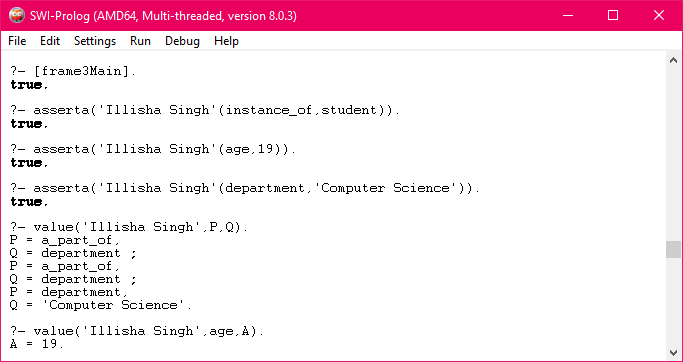 SWI-Prolog (AMD64, Multi-threaded, version 8.0.3)
File Edit Settings Run Debug Help
?- [frame3Main].
true.
?- asserta('Illisha Singh'(instance_of,student)).
true.
?- asserta('Illisha Singh'(age,19)).
true.
?- asserta('Illisha Singh'(department,'Computer Science')).
true.
?- value('Illisha Singh',P,Q).
P = a_part_of,
Q = department ;
P = a_part_of,
Q = department ;
P = department,
Q = 'Computer Science'.
?- value('Illisha Singh',age,A).
A = 19.